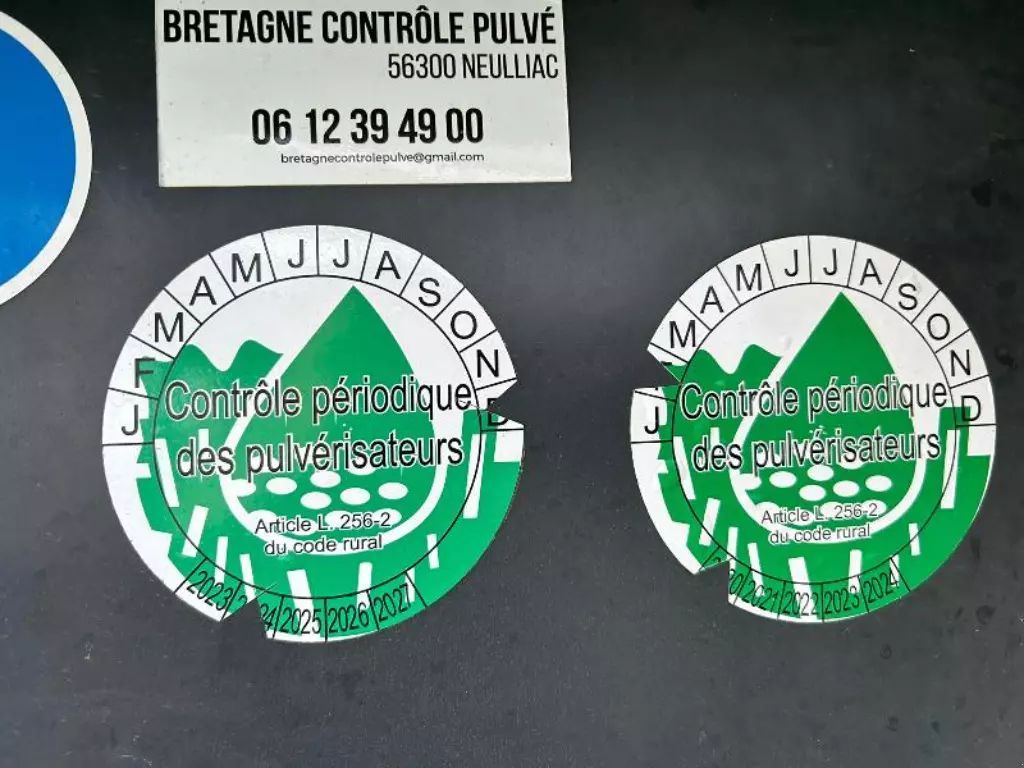 BRETAGNE CONTRÔLE PULVÉ
56300 NEULLIAC
06 12 39 49 00
bretagnecontrolepulve@gmail.com
J F M A M J J A S O N D
Contrôle périodique
des pulvérisateurs
Article L. 256-2
du code rural
2023 2025 2026 2027
J M A M J J A S O N D
Contrôle périodique
des pulvérisateurs
Article L. 256-2
du code rural
2021 2022 2023 2024